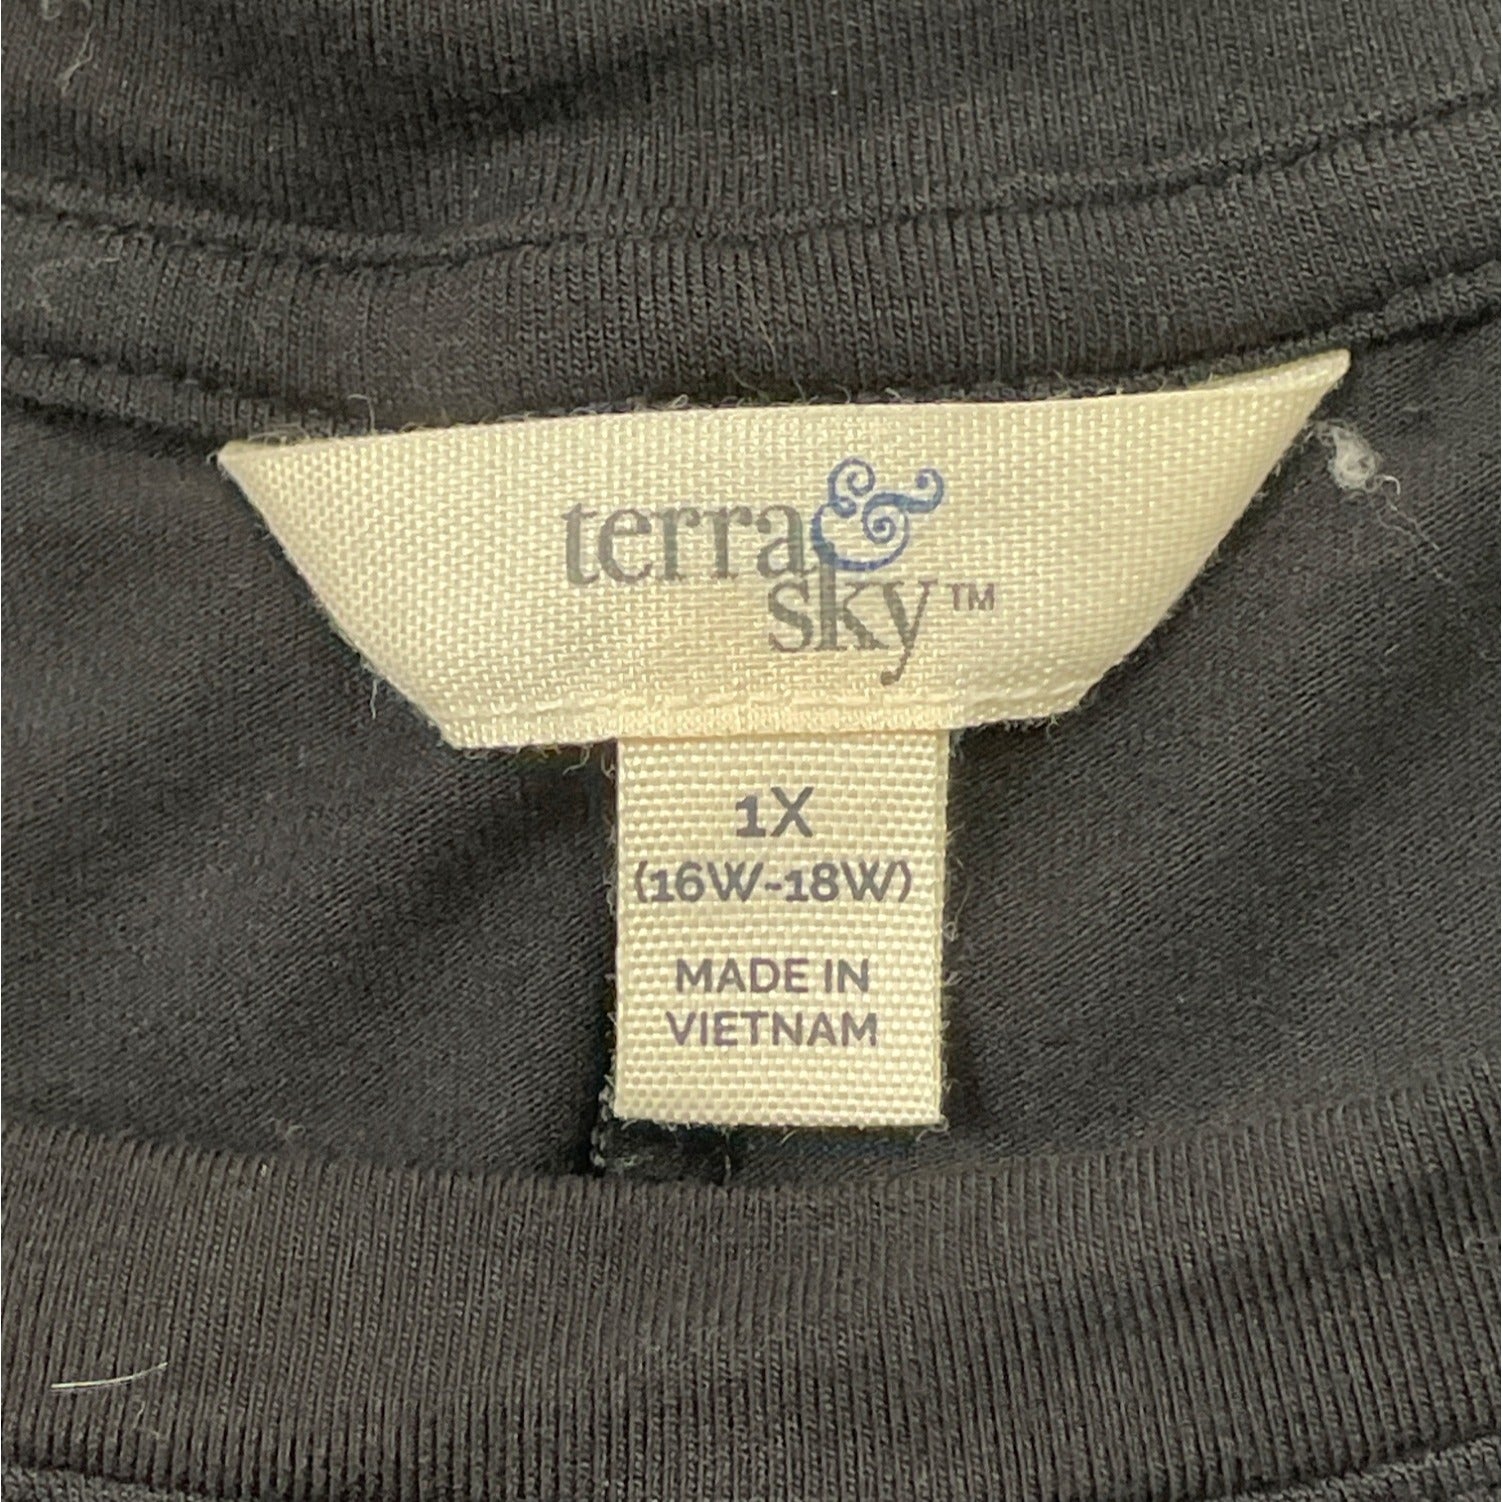 terra &
sky™
1X
(16W-18W)
MADE IN
VIETNAM